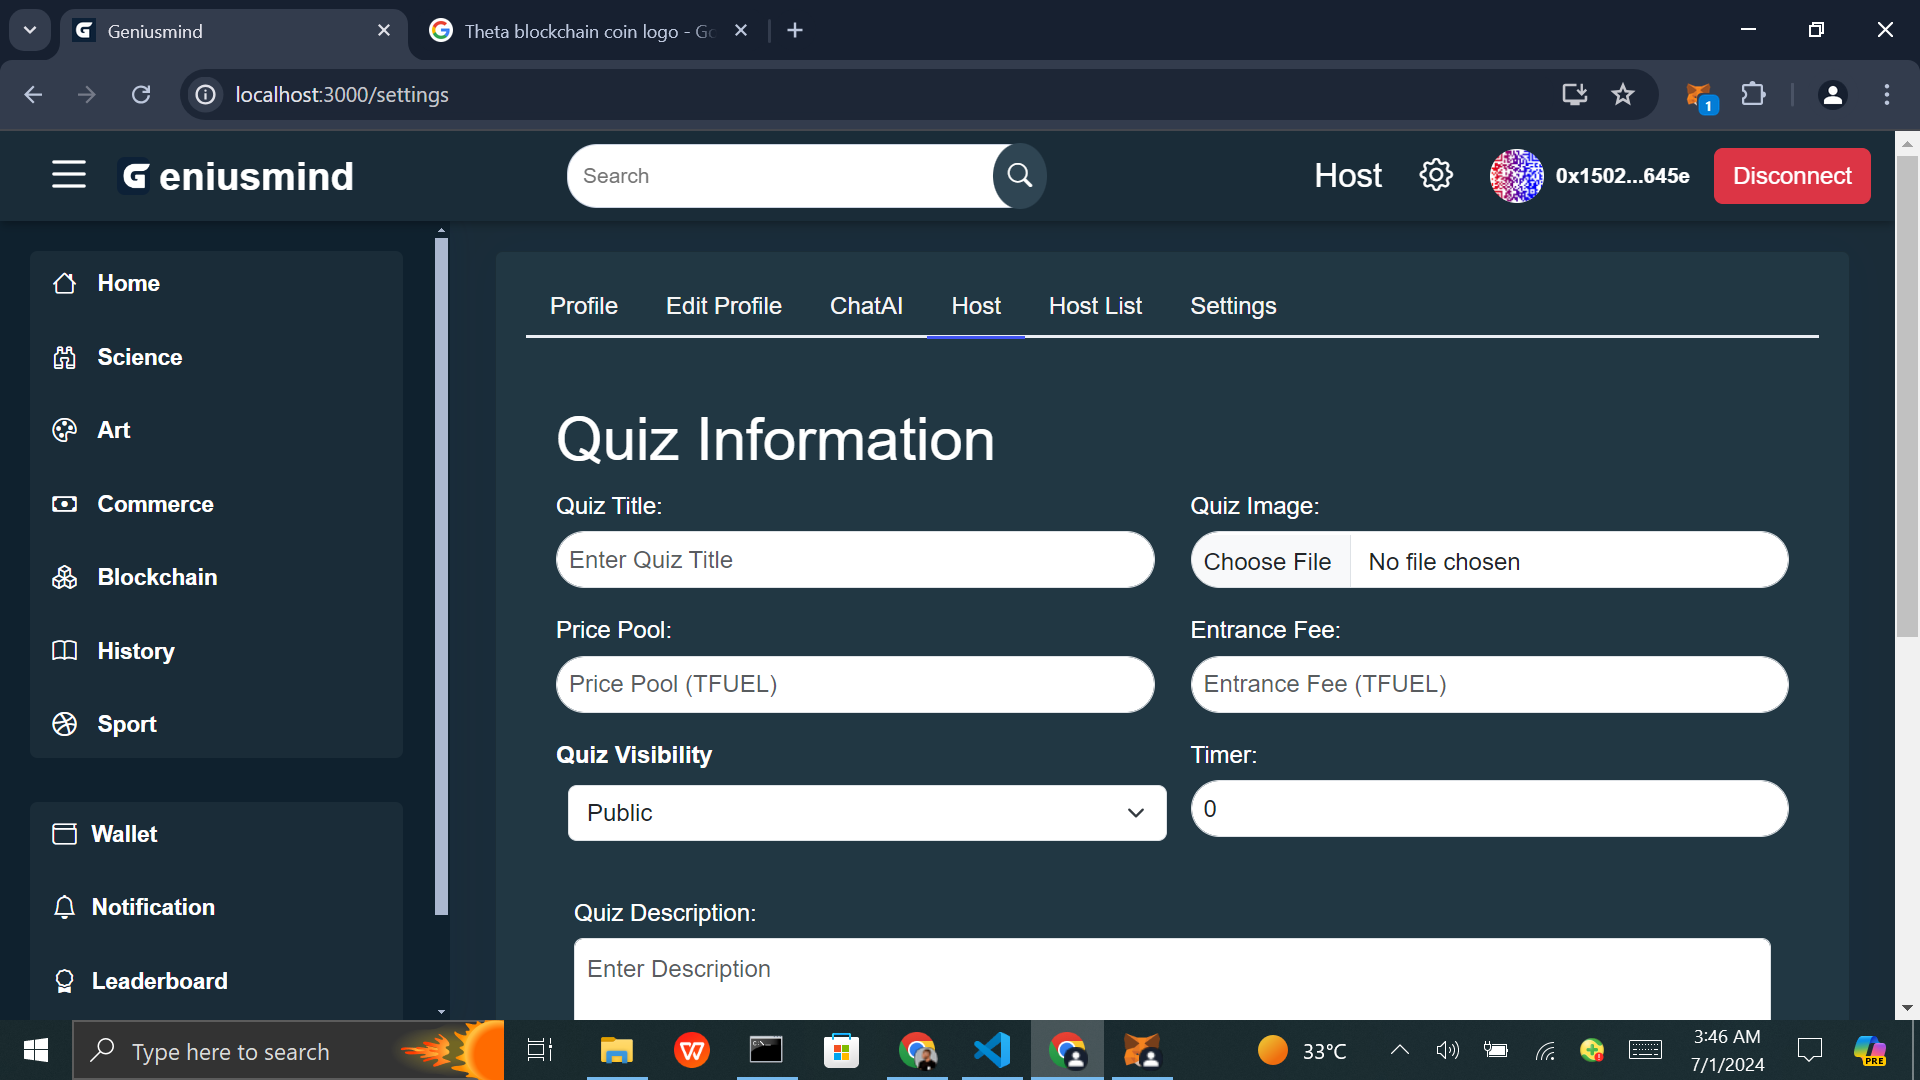 Geniusmind
Theta blockchain coin logo - Go
localhost:3000/settings
1
Geniusmind
Search
Host
0x1502...645e
Disconnect
Home
Science
Art
Commerce
Blockchain
History
Sport
Wallet
Notification
Leaderboard
Profile
Edit Profile
ChatAI
Host
Host List
Settings
Quiz Information
Quiz Title:
Enter Quiz Title
Quiz Image:
Choose File
No file chosen
Price Pool:
Price Pool (TFUEL)
Entrance Fee:
Entrance Fee (TFUEL)
Quiz Visibility
Public
Timer:
0
Quiz Description:
Enter Description
Type here to search
33°C
3:46 AM
7/1/2024
PRE